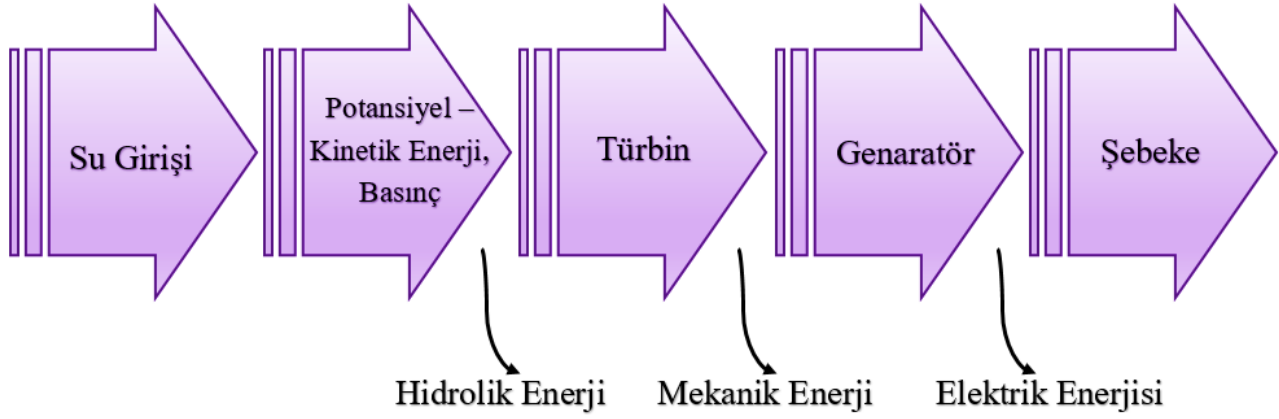 Su Girişi
Potansiyel –
Kinetik Enerji,
Basınç
Türbin
Genaratör
Şebeke
Hidrolik Enerji
Mekanik Enerji
Elektrik Enerjisi